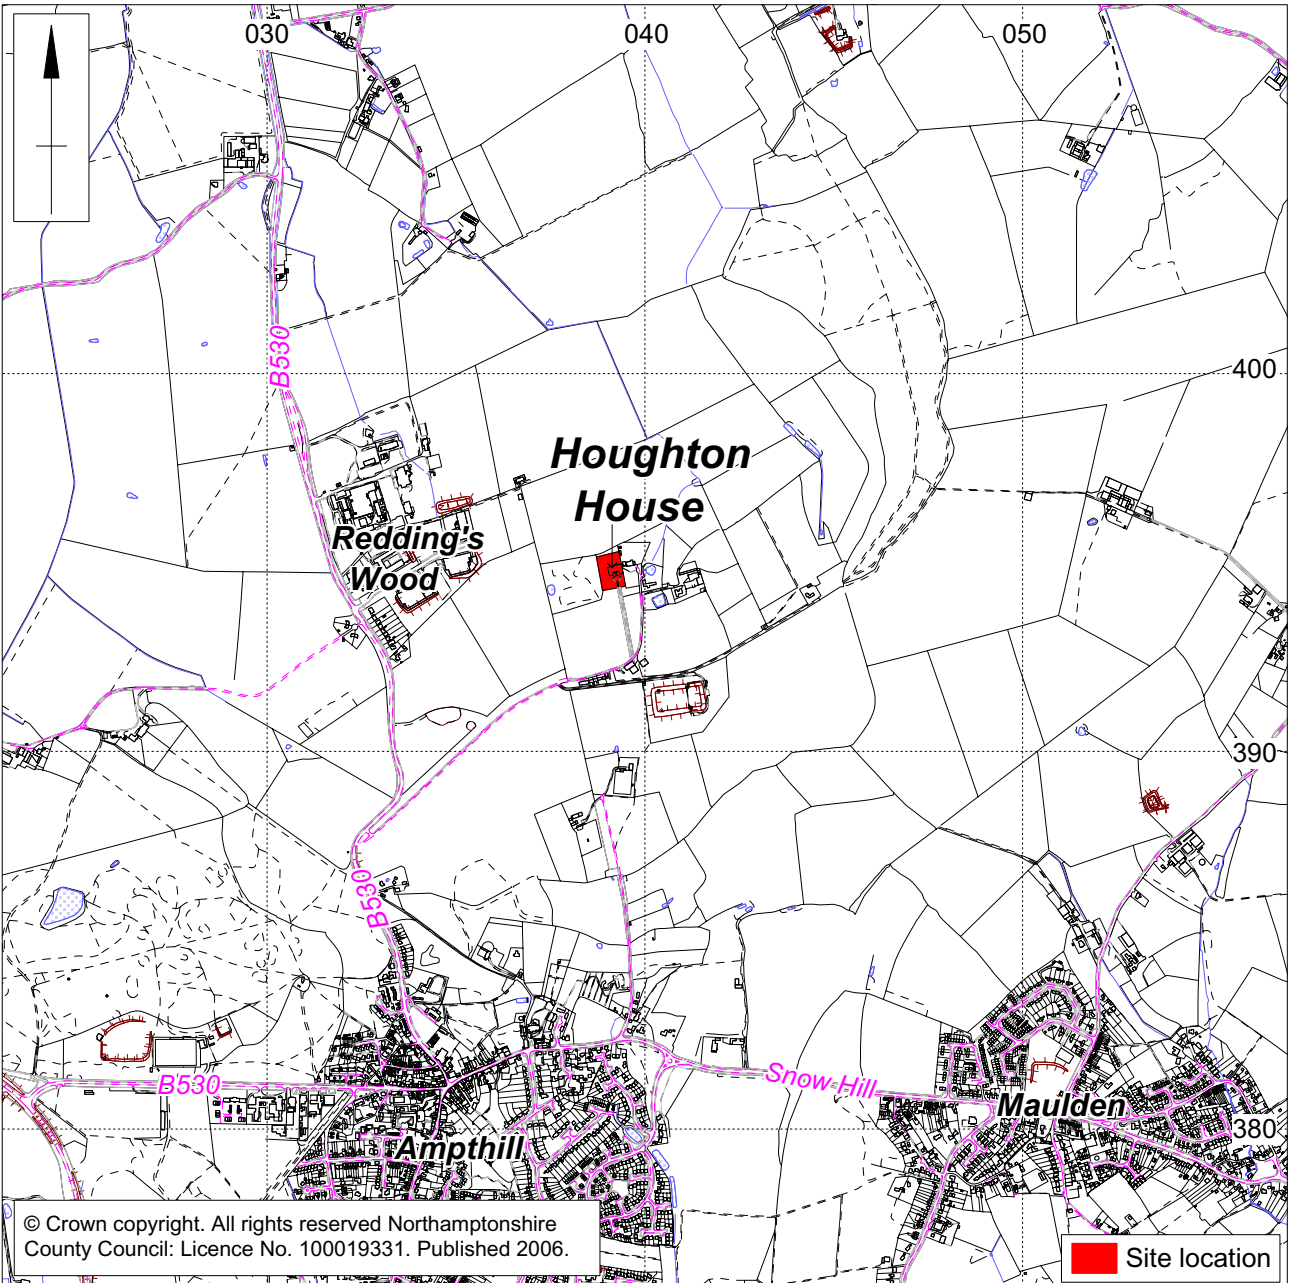 030
040
050
B530
400
Houghton
House
Redding's
Wood
390
B530
B530
Snow Hill
Maulden
380
Ampthill
© Crown copyright. All rights reserved Northamptonshire
County Council: Licence No. 100019331. Published 2006.
Site location